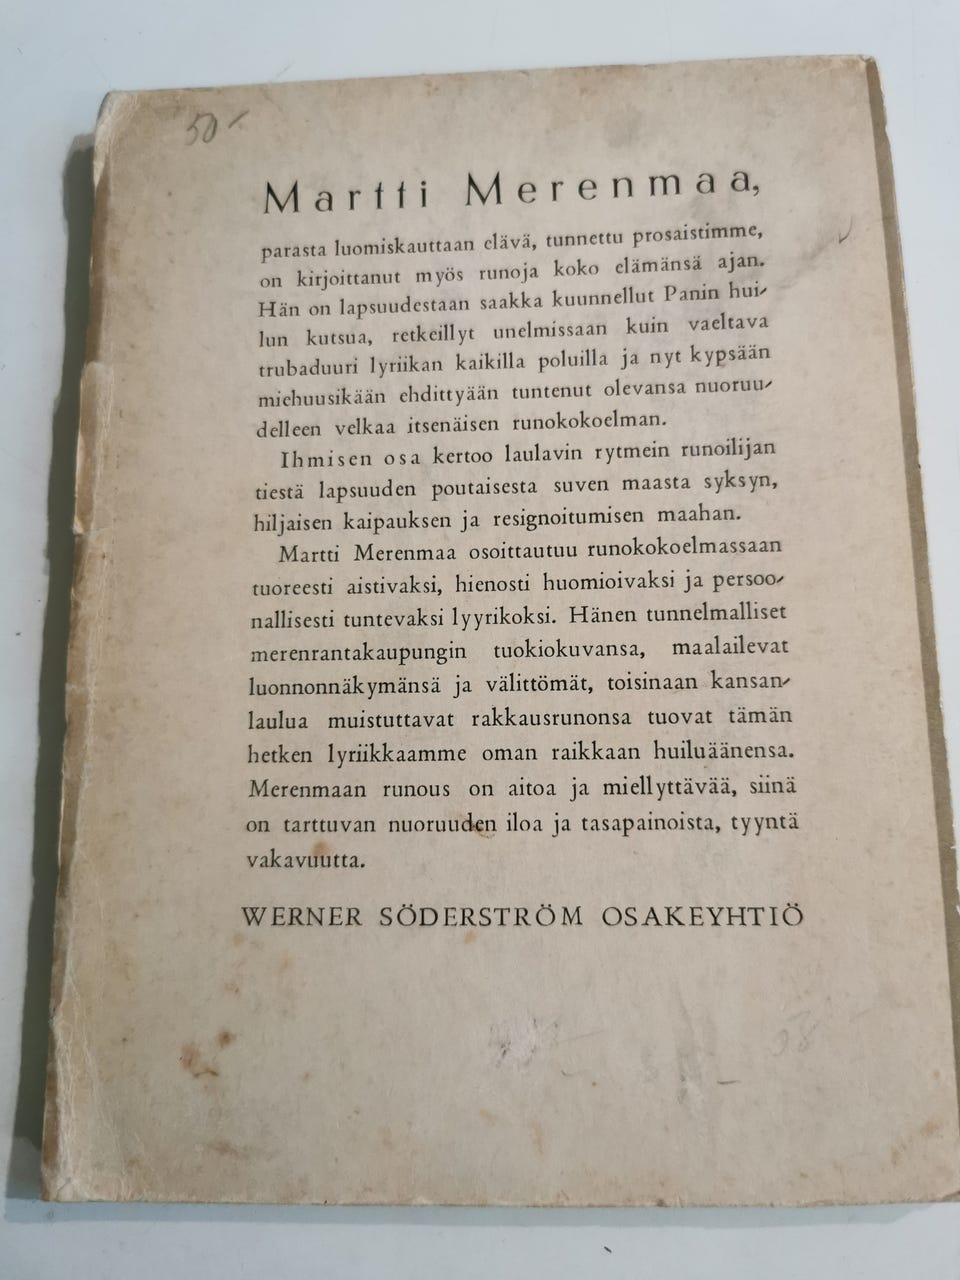 50-
Martti Merenmaa,
parasta luomiskauttaan elävä, tunnettu prosaistimme,
on kirjoittanut myös runoja koko elämänsä ajan.
Hän on lapsuudestaan saakka kuunnellut Panin hui-
lun kutsua, retkeillyt unelmissaan kuin vaeltava
trubaduuri lyriikan kaikilla poluilla ja nyt kypsään
miehuusikään ehdittyään tuntenut olevansa nuoruu-
delleen velkaa itsenäisen runokokoelman.
Ihmisen osa kertoo laulavin rytmein runoilijan
tiestä lapsuuden poutaisesta suven maasta syksyn,
hiljaisen kaipauksen ja resignoitumisen maahan.
Martti Merenmaa osoittautuu runokokoelmassaan
tuoreesti aistivaksi, hienosti huomioivaksi ja persoo-
nallisesti tuntevaksi lyyrikoksi. Hänen tunnelmalliset
merenrantakaupungin tuokiokuvansa, maalailevat
luonnonnäkymänsä ja välittömät, toisinaan kansan-
laulua muistuttavat rakkausrunonsa tuovat tämän
hetken lyriikkaamme oman raikkaan huiluäänensa.
Merenmaan runous on aitoa ja miellyttävää, siinä
on tarttuvan nuoruuden iloa ja tasapainoista, tyyntä
vakavuutta.
WERNER SÖDERSTRÖM OSAKEYHTIÖ